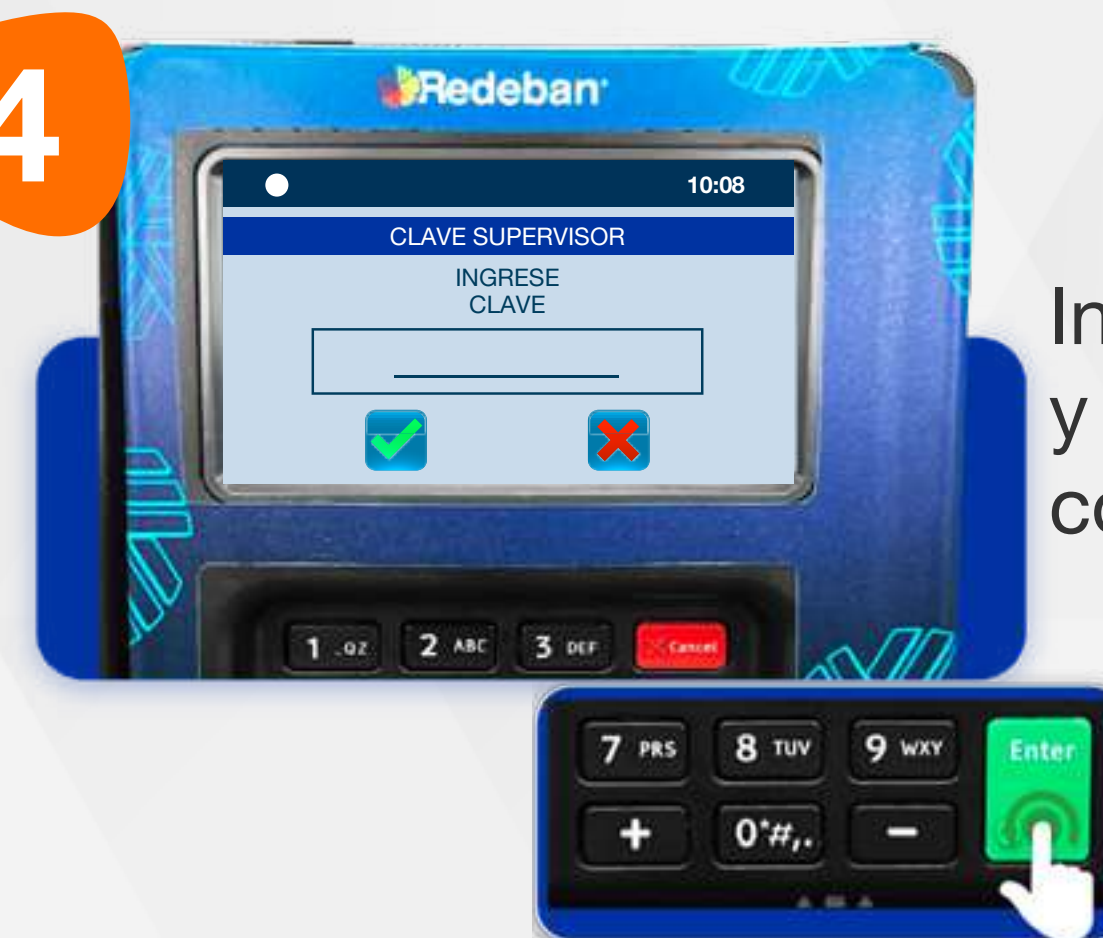 4
Redeban
10:08
CLAVE SUPERVISOR
INGRESE
CLAVE
In
y
co
1 .QZ 2 ABC 3 DEF Cancel
7 PRS 8 TUV 9 WXY Enter
+ 0*#,. -